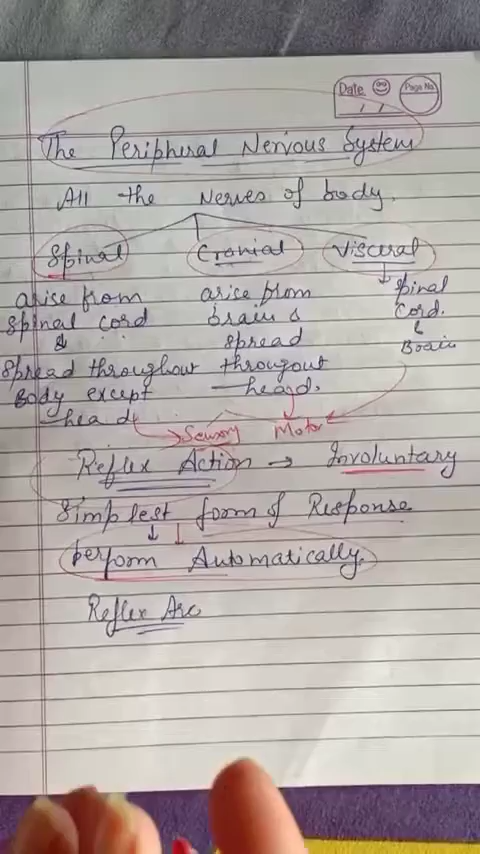 Date
Page No.
The Peripheral Nervous System
All the Nerves of body.
Spinal
arise from
spinal cord
&
spread throughout
Body except
head
Cranial
arise from
brain &
spread
througout
head.
Visceral
spinal
cord.
&
Brain
Sensory Motor
Reflex Action → Involuntary
Simplest form of Response
perform Automatically.
Reflex Arc